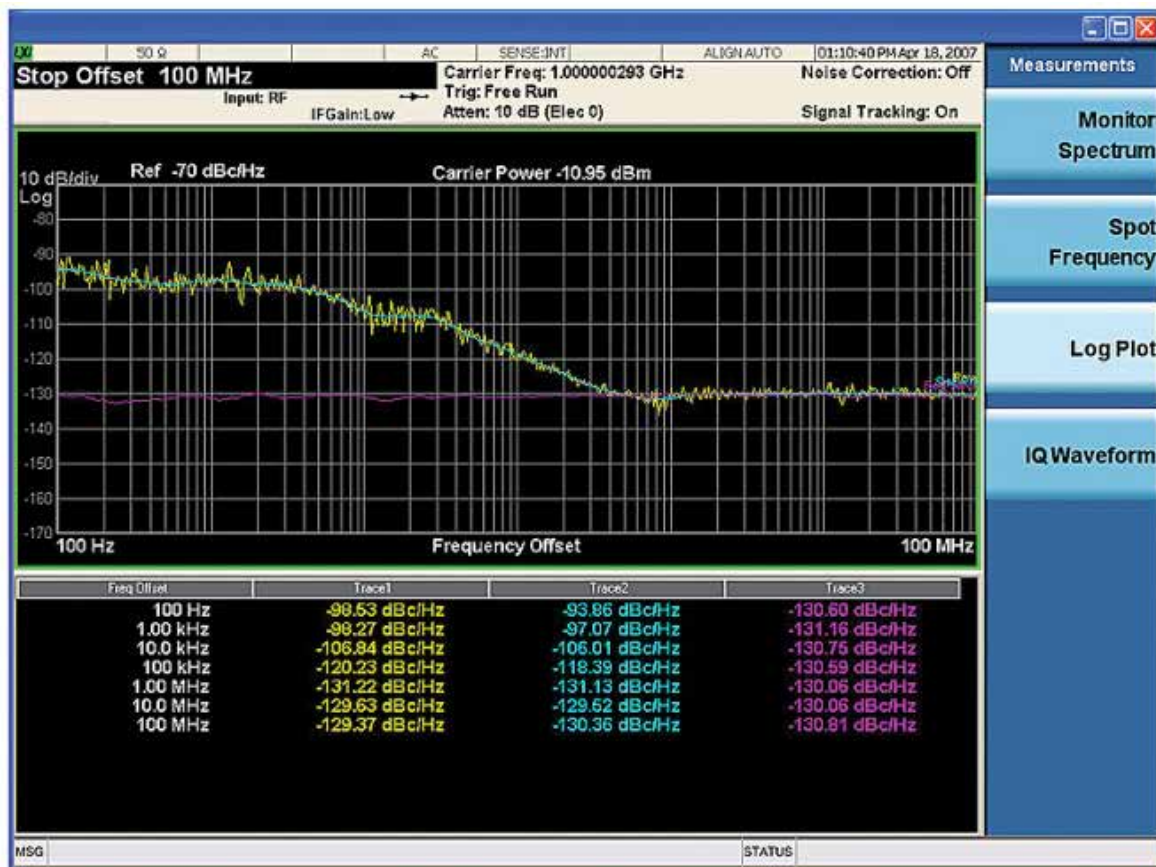 LXI 50 Ω AC SENSE:INT ALIGN AUTO 01:10:40 PM Apr 18, 2007
Stop Offset 100 MHz
Input: RF
IFGain:Low
Carrier Freq: 1.000000293 GHz
Trig: Free Run
Atten: 10 dB (Elec 0)
Noise Correction: Off
Signal Tracking: On
10 dB/div
Log
Ref -70 dBc/Hz
Carrier Power -10.95 dBm
-80
-90
-100
-110
-120
-130
-140
-150
-160
-170
100 Hz Frequency Offset 100 MHz
Freq Offset Trace1 Trace2 Trace3
100 Hz -98.53 dBc/Hz -93.86 dBc/Hz -130.60 dBc/Hz
1.00 kHz -98.27 dBc/Hz -97.07 dBc/Hz -131.16 dBc/Hz
10.0 kHz -106.84 dBc/Hz -106.01 dBc/Hz -130.75 dBc/Hz
100 kHz -120.23 dBc/Hz -118.39 dBc/Hz -130.59 dBc/Hz
1.00 MHz -131.22 dBc/Hz -131.13 dBc/Hz -130.06 dBc/Hz
10.0 MHz -129.63 dBc/Hz -129.62 dBc/Hz -130.06 dBc/Hz
100 MHz -129.37 dBc/Hz -130.36 dBc/Hz -130.81 dBc/Hz
MSG STATUS
Measurements
Monitor
Spectrum
Spot
Frequency
Log Plot
IQ Waveform